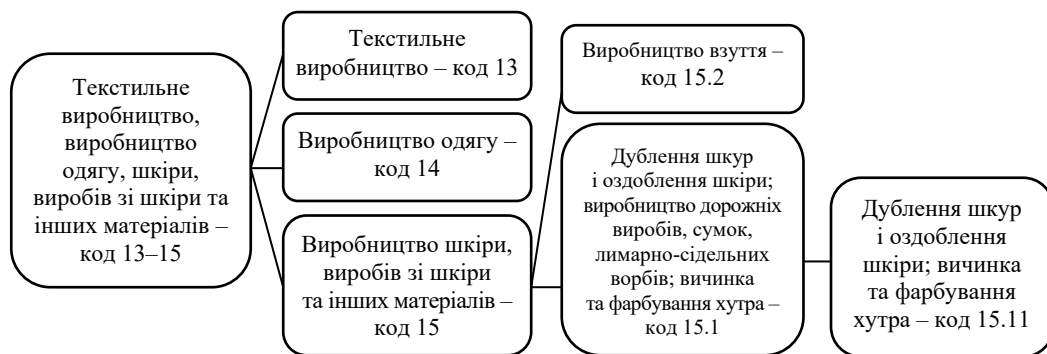 Текстильне
виробництво,
виробництво
одягу, шкіри,
виробів зі шкіри та
інших матеріалів –
код 13–15
Текстильне
виробництво – код 13
Виробництво одягу –
код 14
Виробництво шкіри,
виробів зі шкіри
та інших матеріалів –
код 15
Виробництво взуття –
код 15.2
Дублення шкур
і оздоблення шкіри;
виробництво дорожніх
виробів, сумок,
лимарно-сідельних
ворбів; вичинка
та фарбування хутра –
код 15.1
Дублення шкур
і оздоблення
шкіри; вичинка
та фарбування
хутра – код 15.11